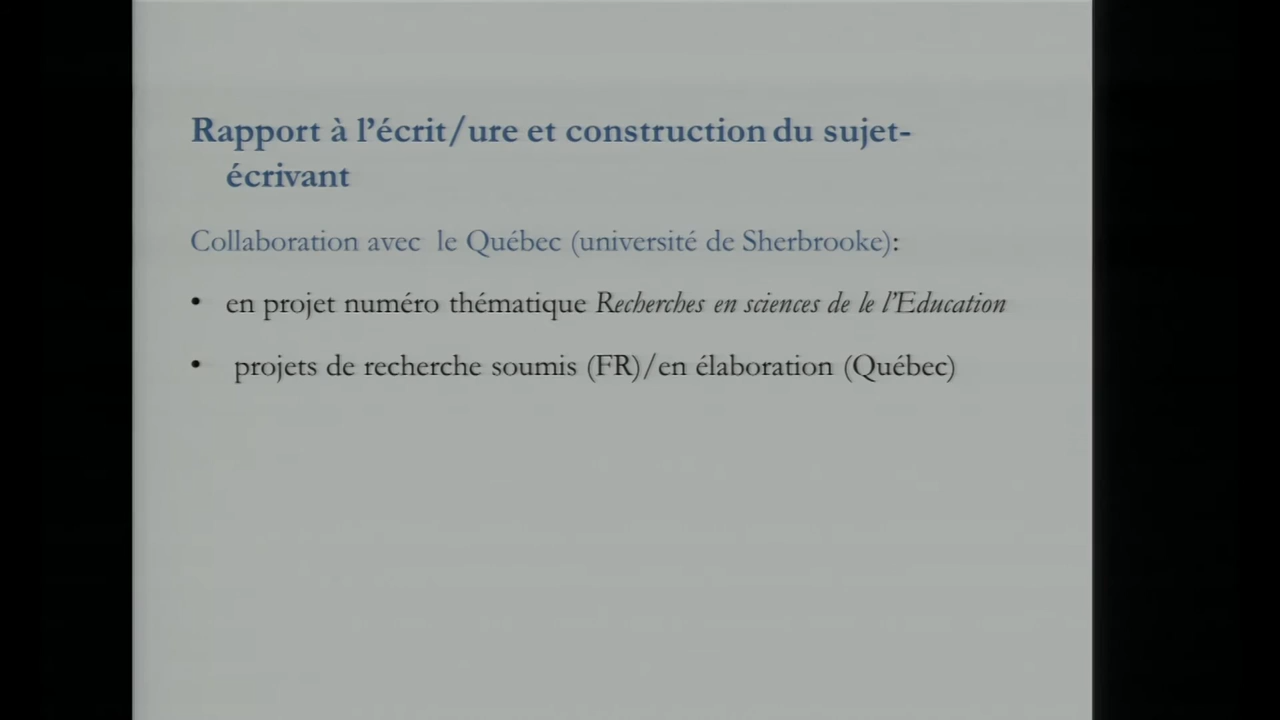 Rapport à l'écrit/ure et construction du sujet-
écrivant
Collaboration avec le Québec (université de Sherbrooke):
• en projet numéro thématique Recherches en sciences de le l'Education
• projets de recherche soumis (FR)/en élaboration (Québec)